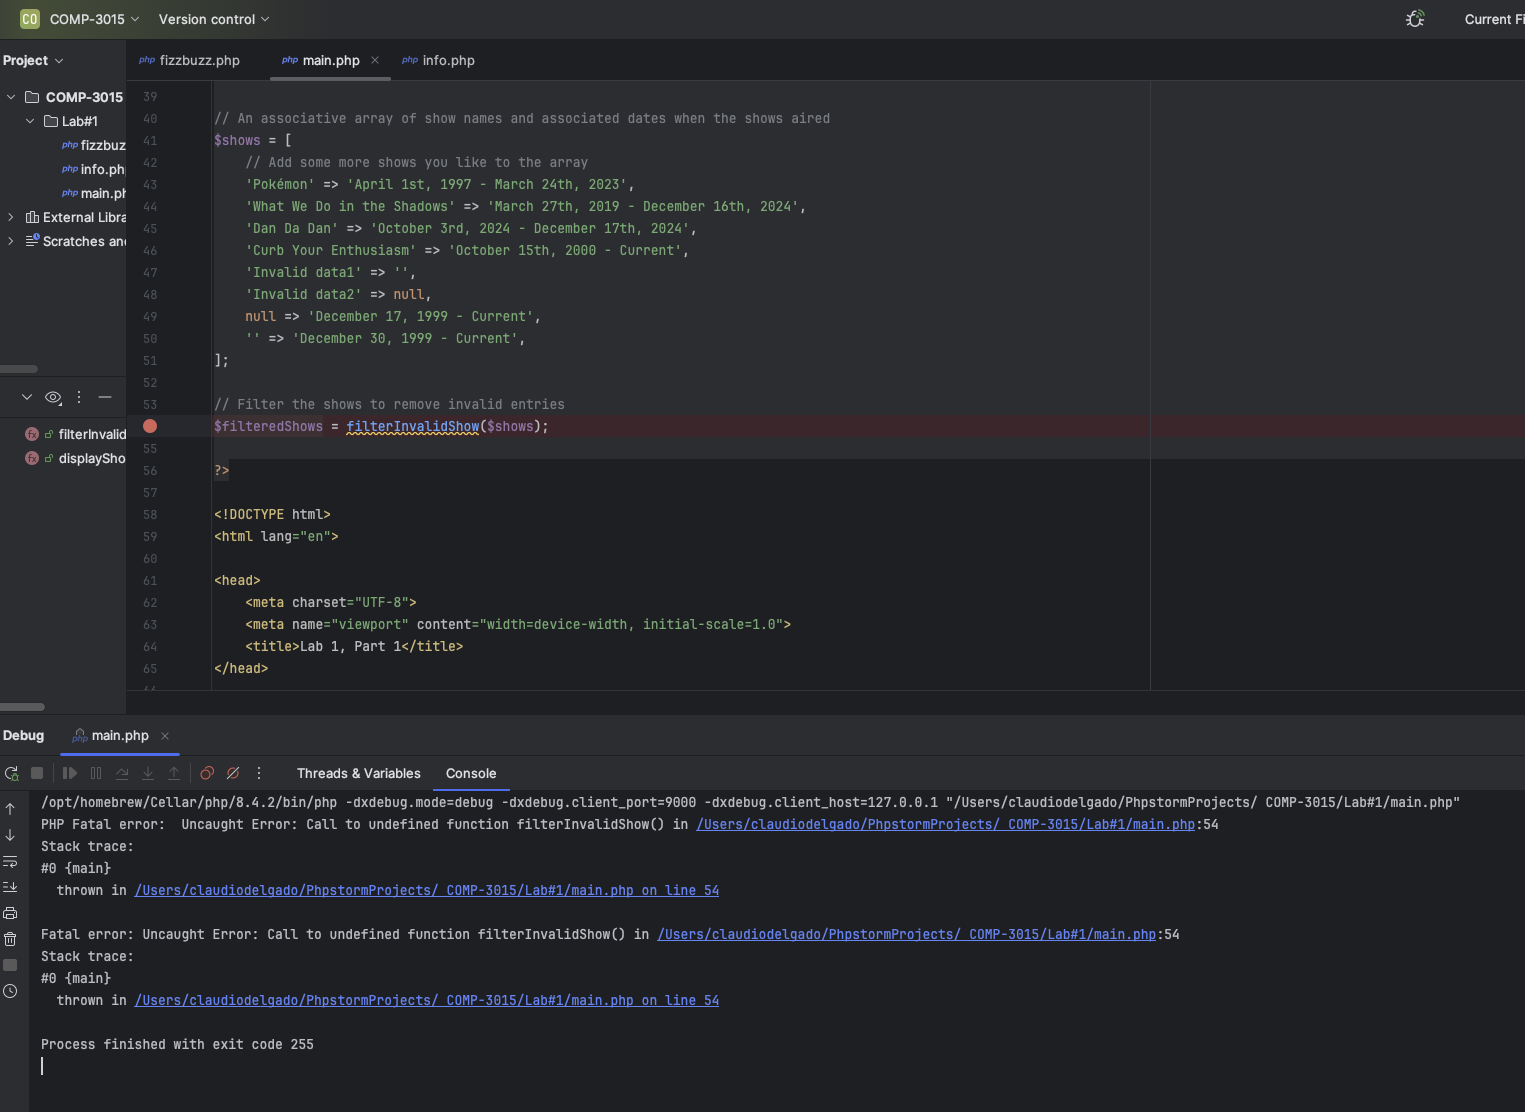 CO COMP-3015 Version control Current Fi
Project
fizzbuzz.php main.php info.php
COMP-3015
Lab#1
php fizzbuz
php info.ph
php main.ph
External Libra
Scratches and
filterInvalid
displaySho
39
40 // An associative array of show names and associated dates when the shows aired
41 $shows = [
42 // Add some more shows you like to the array
43 'Pokémon' => 'April 1st, 1997 - March 24th, 2023',
44 'What We Do in the Shadows' => 'March 27th, 2019 - December 16th, 2024',
45 'Dan Da Dan' => 'October 3rd, 2024 - December 17th, 2024',
46 'Curb Your Enthusiasm' => 'October 15th, 2000 - Current',
47 'Invalid data1' => '',
48 'Invalid data2' => null,
49 null => 'December 17, 1999 - Current',
50 '' => 'December 30, 1999 - Current',
51 ];
52
53 // Filter the shows to remove invalid entries
$filteredShows = filterInvalidShow($shows);
55
56 ?>
57
58 <!DOCTYPE html>
59 <html lang="en">
60
61 <head>
62 <meta charset="UTF-8">
63 <meta name="viewport" content="width=device-width, initial-scale=1.0">
64 <title>Lab 1, Part 1</title>
65 </head>
Debug main.php
Threads & Variables Console
/opt/homebrew/Cellar/php/8.4.2/bin/php -dxdebug.mode=debug -dxdebug.client_port=9000 -dxdebug.client_host=127.0.0.1 "/Users/claudiodelgado/PhpstormProjects/ COMP-3015/Lab#1/main.php"
PHP Fatal error:  Uncaught Error: Call to undefined function filterInvalidShow() in /Users/claudiodelgado/PhpstormProjects/ COMP-3015/Lab#1/main.php:54
Stack trace:
#0 {main}
thrown in /Users/claudiodelgado/PhpstormProjects/ COMP-3015/Lab#1/main.php on line 54
Fatal error: Uncaught Error: Call to undefined function filterInvalidShow() in /Users/claudiodelgado/PhpstormProjects/ COMP-3015/Lab#1/main.php:54
Stack trace:
#0 {main}
thrown in /Users/claudiodelgado/PhpstormProjects/ COMP-3015/Lab#1/main.php on line 54
Process finished with exit code 255